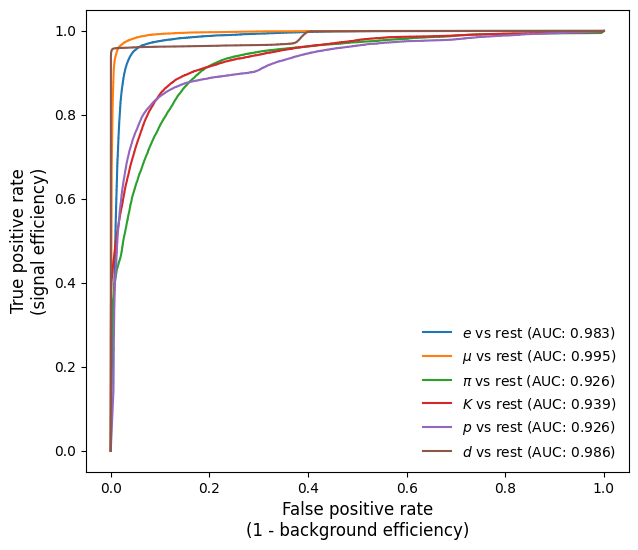 1.0
0.8
0.6
0.4
0.2
0.0
True positive rate
(signal efficiency)
e vs rest (AUC: 0.983)
μ vs rest (AUC: 0.995)
π vs rest (AUC: 0.926)
K vs rest (AUC: 0.939)
p vs rest (AUC: 0.926)
d vs rest (AUC: 0.986)
0.0 0.2 0.4 0.6 0.8 1.0
False positive rate
(1 - background efficiency)